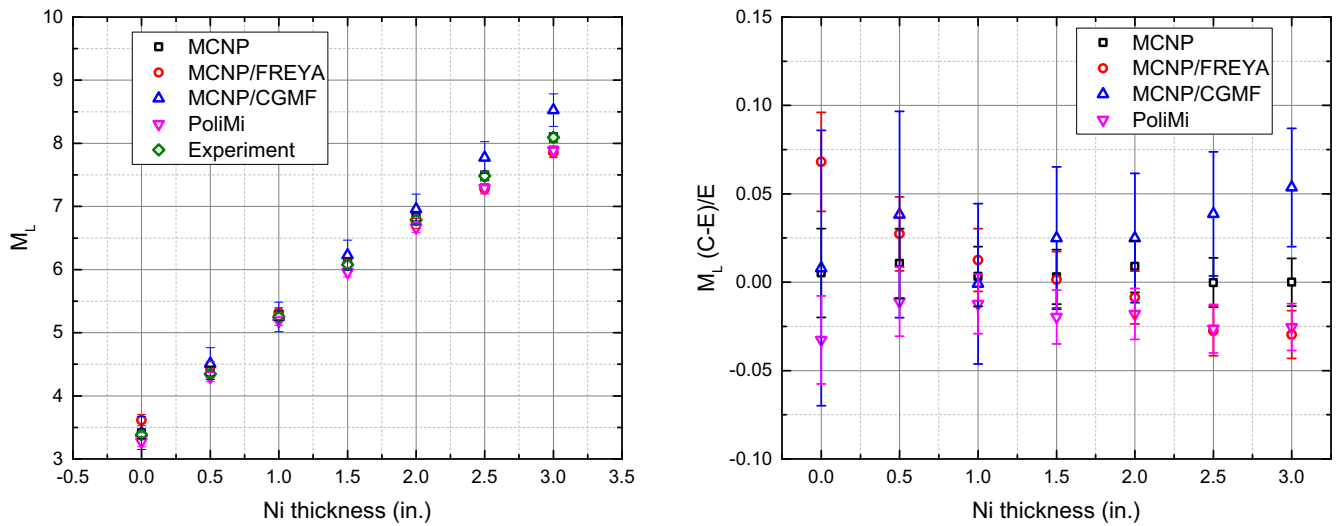 10
9
8
7
6
5
4
3
M_L
-0.5 0.0 0.5 1.0 1.5 2.0 2.5 3.0 3.5
Ni thickness (in.)
MCNP
MCNP/FREYA
MCNP/CGMF
PoliMi
Experiment
0.15
0.10
0.05
0.00
-0.05
-0.10
M_L (C-E)/E
0.0 0.5 1.0 1.5 2.0 2.5 3.0
Ni thickness (in.)
MCNP
MCNP/FREYA
MCNP/CGMF
PoliMi